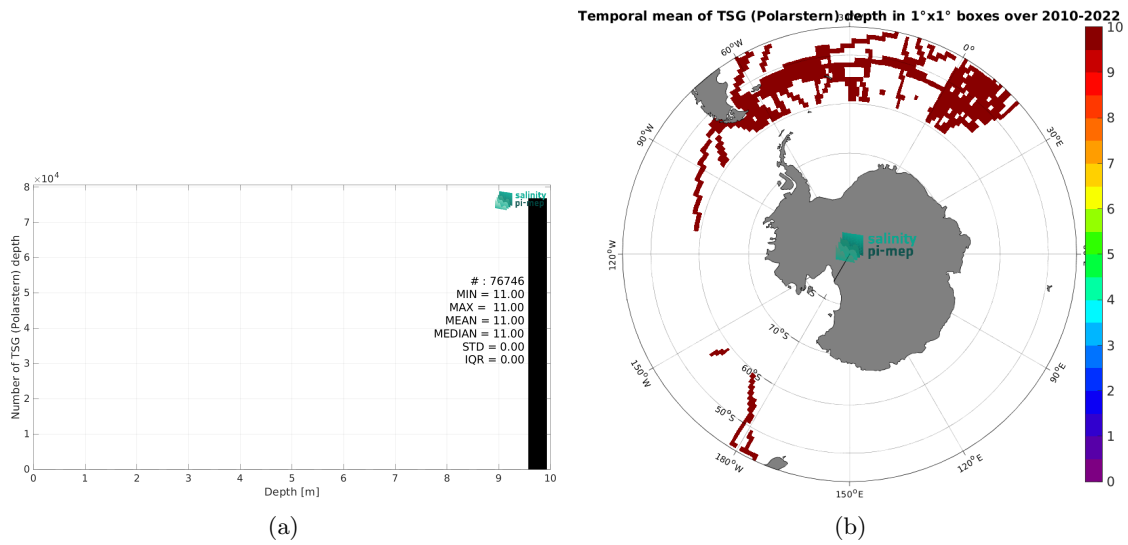 Temporal mean of TSG (Polarstern) depth in 1°x1° boxes over 2010-2022
×10⁴
8
7
6
5
4
3
2
1
0
Number of TSG (Polarstern) depth
salinity
pi-mep
# : 76746
MIN = 11.00
MAX = 11.00
MEAN = 11.00
MEDIAN = 11.00
STD = 0.00
IQR = 0.00
0 1 2 3 4 5 6 7 8 9 10
Depth [m]
(a)
60°W
0°
30°E
90°W
120°W
150°W
180°W
150°E
120°E
90°E
70°S
60°S
50°S
salinity
pi-mep
10
9
8
7
6
5
4
3
2
1
0
(b)